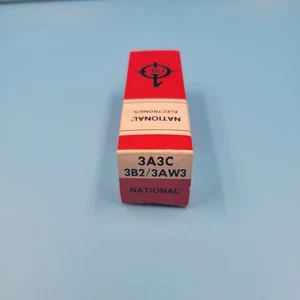 NATIONAL
ELECTRONICS
3A3C
3B2/3AW3
NATIONAL